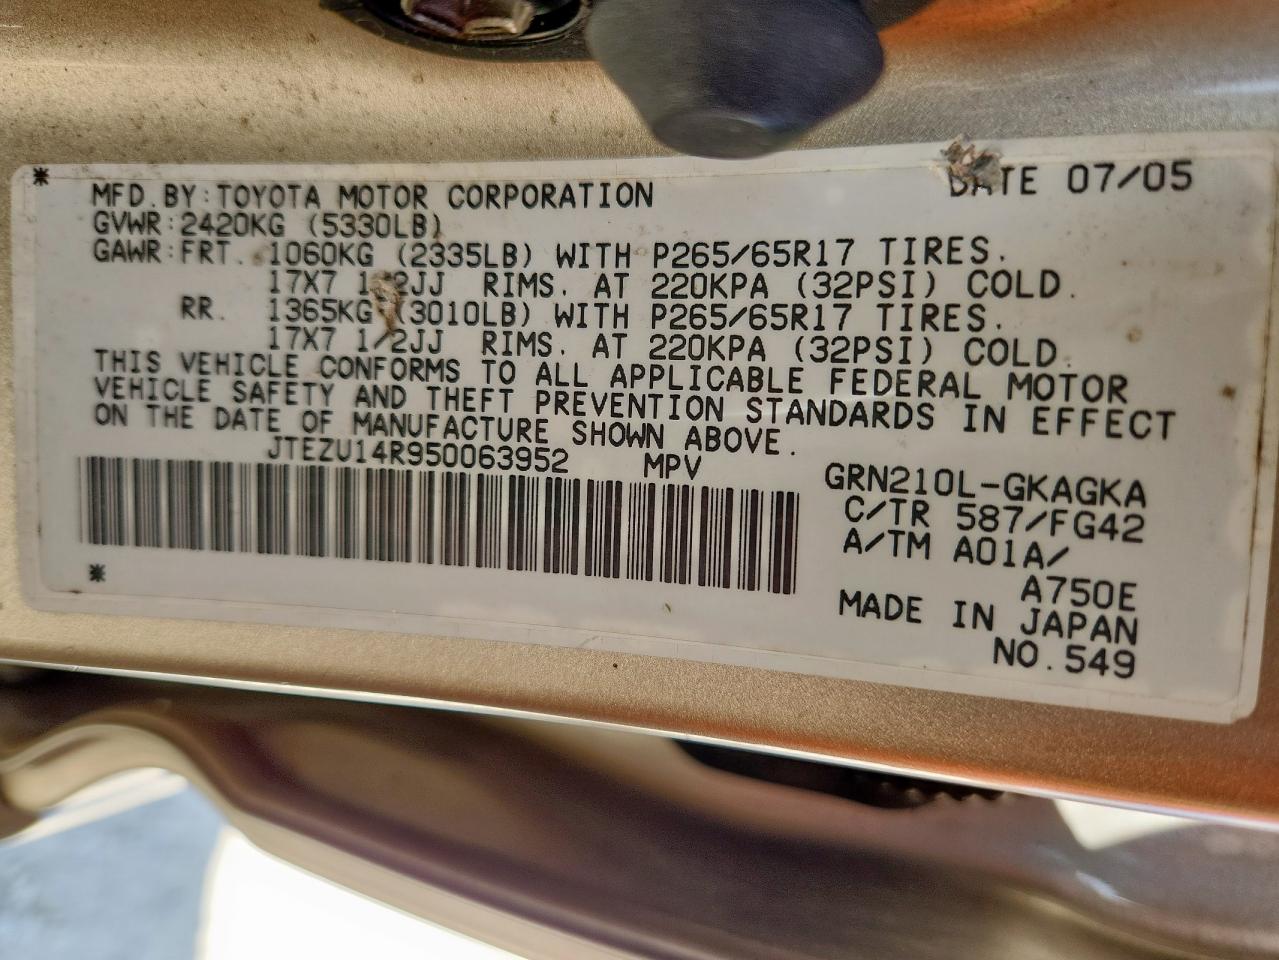 MFD.BY:TOYOTA MOTOR CORPORATION DATE 07/05
GVWR:2420KG (5330LB)
GAWR:FRT. 1060KG (2335LB) WITH P265/65R17 TIRES.
17X7 1/2JJ RIMS. AT 220KPA (32PSI) COLD.
RR. 1365KG (3010LB) WITH P265/65R17 TIRES.
17X7 1/2JJ RIMS. AT 220KPA (32PSI) COLD.
THIS VEHICLE CONFORMS TO ALL APPLICABLE FEDERAL MOTOR
VEHICLE SAFETY AND THEFT PREVENTION STANDARDS IN EFFECT
ON THE DATE OF MANUFACTURE SHOWN ABOVE.
JTEZU14R950063952 MPV
GRN210L-GKAGKA
C/TR 587/FG42
A/TM A01A/
A750E
MADE IN JAPAN
NO.549